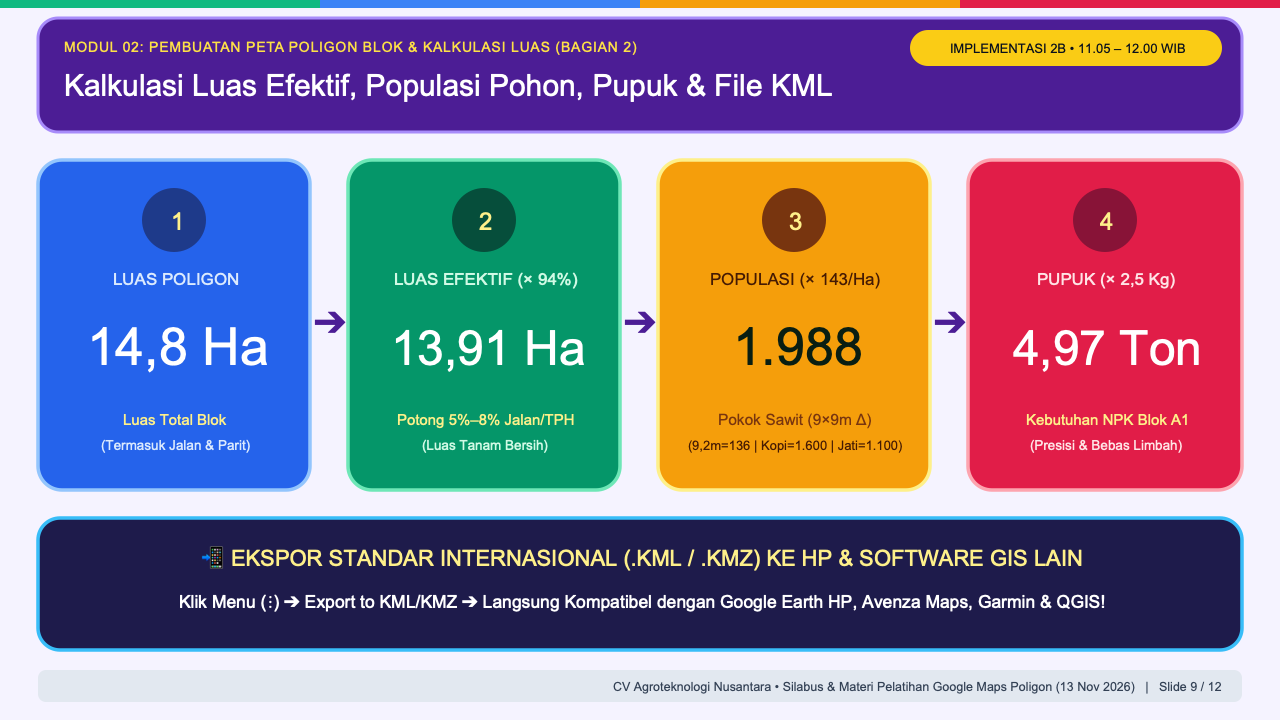 MODUL 02: PEMBUATAN PETA POLIGON BLOK & KALKULASI LUAS (BAGIAN 2)
IMPLEMENTASI 2B • 11.05 – 12.00 WIB
Kalkulasi Luas Efektif, Populasi Pohon, Pupuk & File KML
1
LUAS POLIGON
14,8 Ha
Luas Total Blok
(Termasuk Jalan & Parit)
➔
2
LUAS EFEKTIF (× 94%)
13,91 Ha
Potong 5%–8% Jalan/TPH
(Luas Tanam Bersih)
➔
3
POPULASI (× 143/Ha)
1.988
Pokok Sawit (9×9m Δ)
(9,2m=136 | Kopi=1.600 | Jati=1.100)
➔
4
PUPUK (× 2,5 Kg)
4,97 Ton
Kebutuhan NPK Blok A1
(Presisi & Bebas Limbah)
📲 EKSPOR STANDAR INTERNASIONAL (.KML / .KMZ) KE HP & SOFTWARE GIS LAIN
Klik Menu (⋮) ➔ Export to KML/KMZ ➔ Langsung Kompatibel dengan Google Earth HP, Avenza Maps, Garmin & QGIS!
CV Agroteknologi Nusantara • Silabus & Materi Pelatihan Google Maps Poligon (13 Nov 2026) | Slide 9 / 12